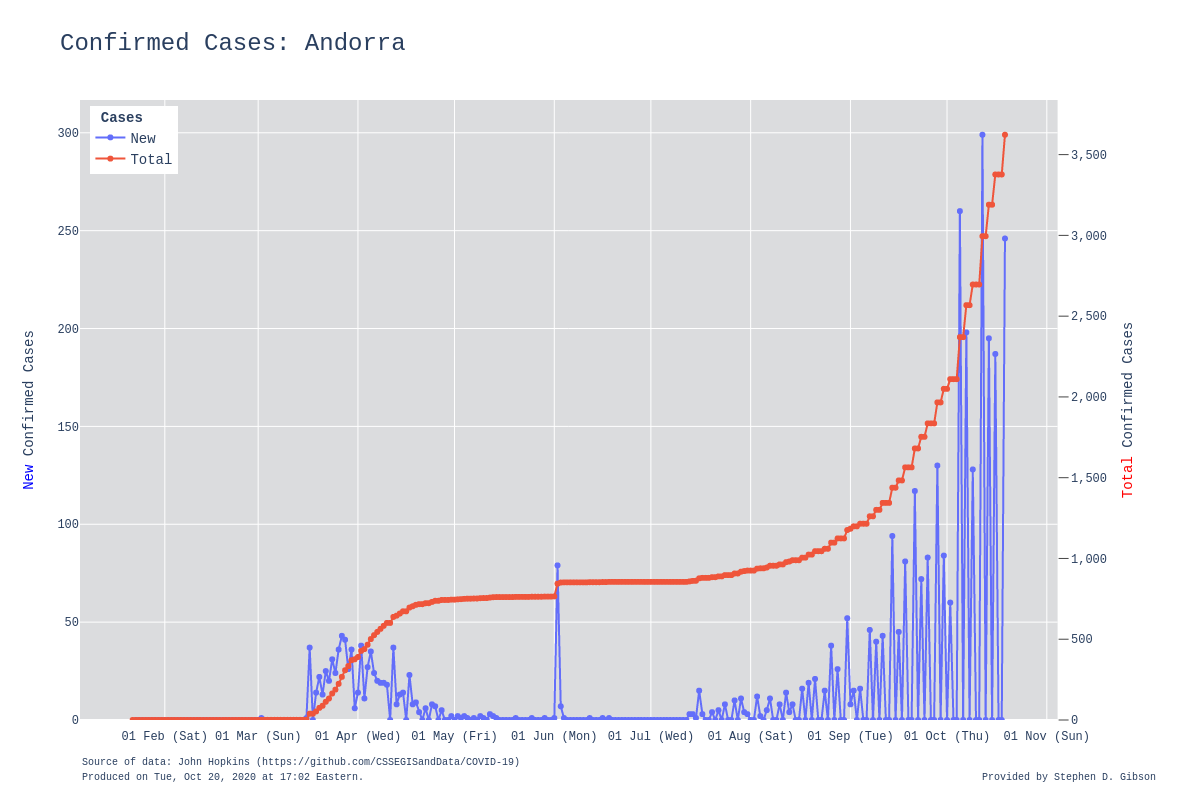 Confirmed Cases: Andorra
Cases
New
Total
300
250
200
150
100
50
0
3,500
3,000
2,500
2,000
1,500
1,000
500
0
New Confirmed Cases
Total Confirmed Cases
01 Feb (Sat) 01 Mar (Sun) 01 Apr (Wed) 01 May (Fri) 01 Jun (Mon) 01 Jul (Wed) 01 Aug (Sat) 01 Sep (Tue) 01 Oct (Thu) 01 Nov (Sun)
Source of data: John Hopkins (https://github.com/CSSEGISandData/COVID-19)
Produced on Tue, Oct 20, 2020 at 17:02 Eastern.
Provided by Stephen D. Gibson